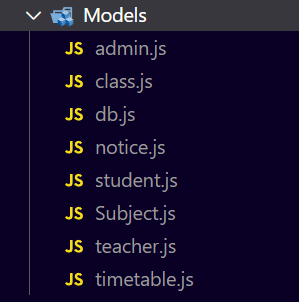 Models
JS admin.js
JS class.js
JS db.js
JS notice.js
JS student.js
JS Subject.js
JS teacher.js
JS timetable.js